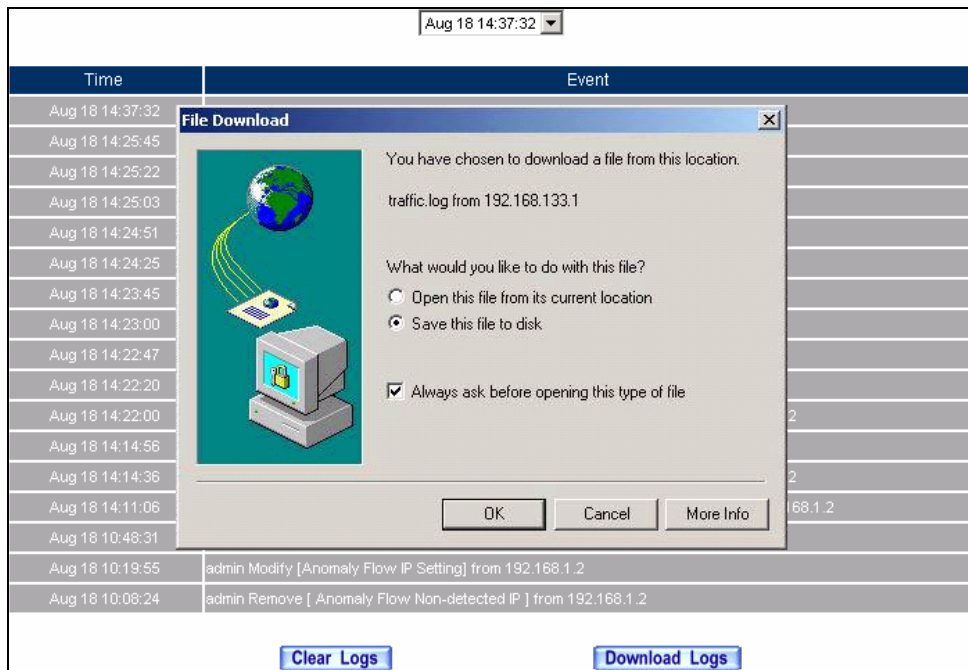 Aug 18 14:37:32
Time Event
Aug 18 14:37:32
Aug 18 14:25:45
Aug 18 14:25:22
Aug 18 14:25:03
Aug 18 14:24:51
Aug 18 14:24:25
Aug 18 14:23:45
Aug 18 14:23:00
Aug 18 14:22:47
Aug 18 14:22:20
Aug 18 14:22:00 2
Aug 18 14:14:56
Aug 18 14:14:36 2
Aug 18 14:11:06 168.1.2
Aug 18 10:48:31
Aug 18 10:19:55 admin Modify [Anomaly Flow IP Setting] from 192.168.1.2
Aug 18 10:08:24 admin Remove [ Anomaly Flow Non-detected IP ] from 192.168.1.2
File Download
You have chosen to download a file from this location.
traffic.log from 192.168.133.1
What would you like to do with this file?
Open this file from its current location
Save this file to disk
Always ask before opening this type of file
OK Cancel More Info
Clear Logs Download Logs